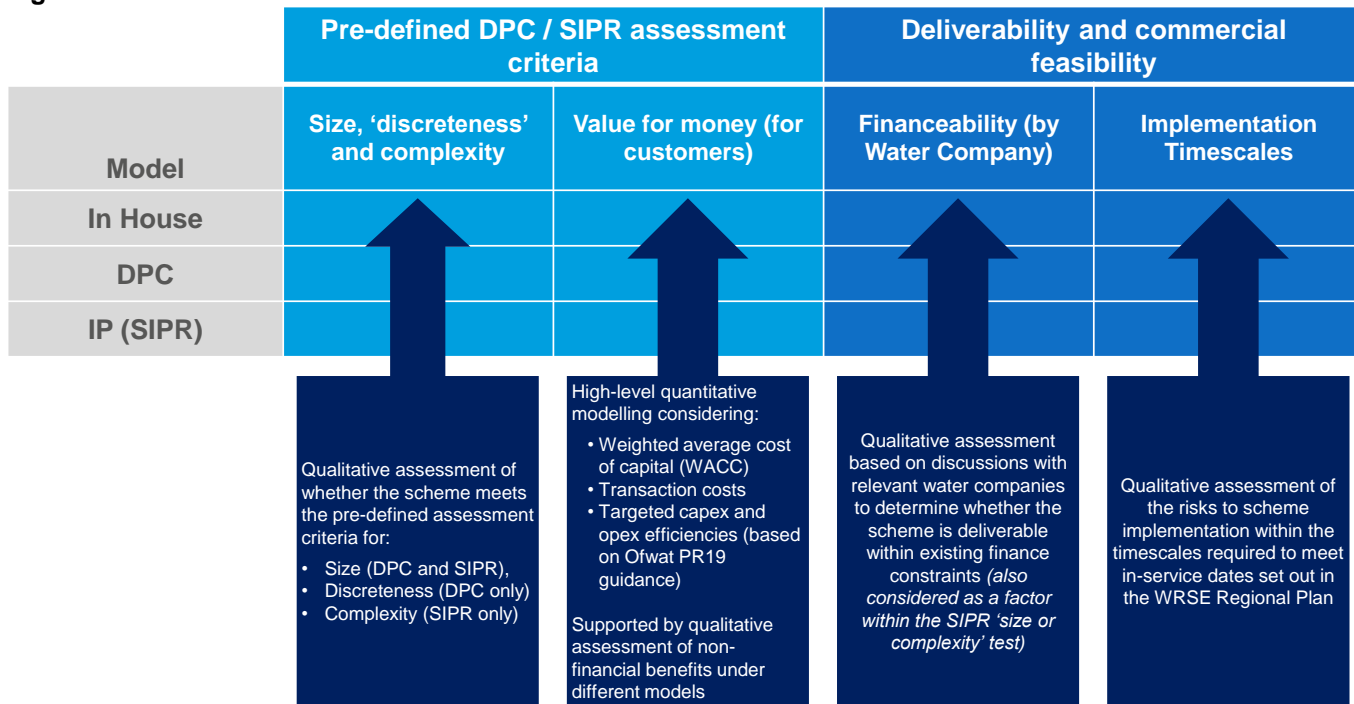 Pre-defined DPC / SIPR assessment
criteria
Deliverability and commercial
feasibility
Model
Size, ‘discreteness’
and complexity
Value for money (for
customers)
Financeability (by
Water Company)
Implementation
Timescales
In House
DPC
IP (SIPR)
Qualitative assessment of
whether the scheme meets
the pre-defined assessment
criteria for:
• Size (DPC and SIPR),
• Discreteness (DPC only)
• Complexity (SIPR only)
High-level quantitative
modelling considering:
• Weighted average cost
of capital (WACC)
• Transaction costs
• Targeted capex and
opex efficiencies (based
on Ofwat PR19
guidance)
Supported by qualitative
assessment of non-
financial benefits under
different models
Qualitative assessment
based on discussions with
relevant water companies
to determine whether the
scheme is deliverable
within existing finance
constraints (also
considered as a factor
within the SIPR ‘size or
complexity’ test)
Qualitative assessment of
the risks to scheme
implementation within the
timescales required to meet
in-service dates set out in
the WRSE Regional Plan